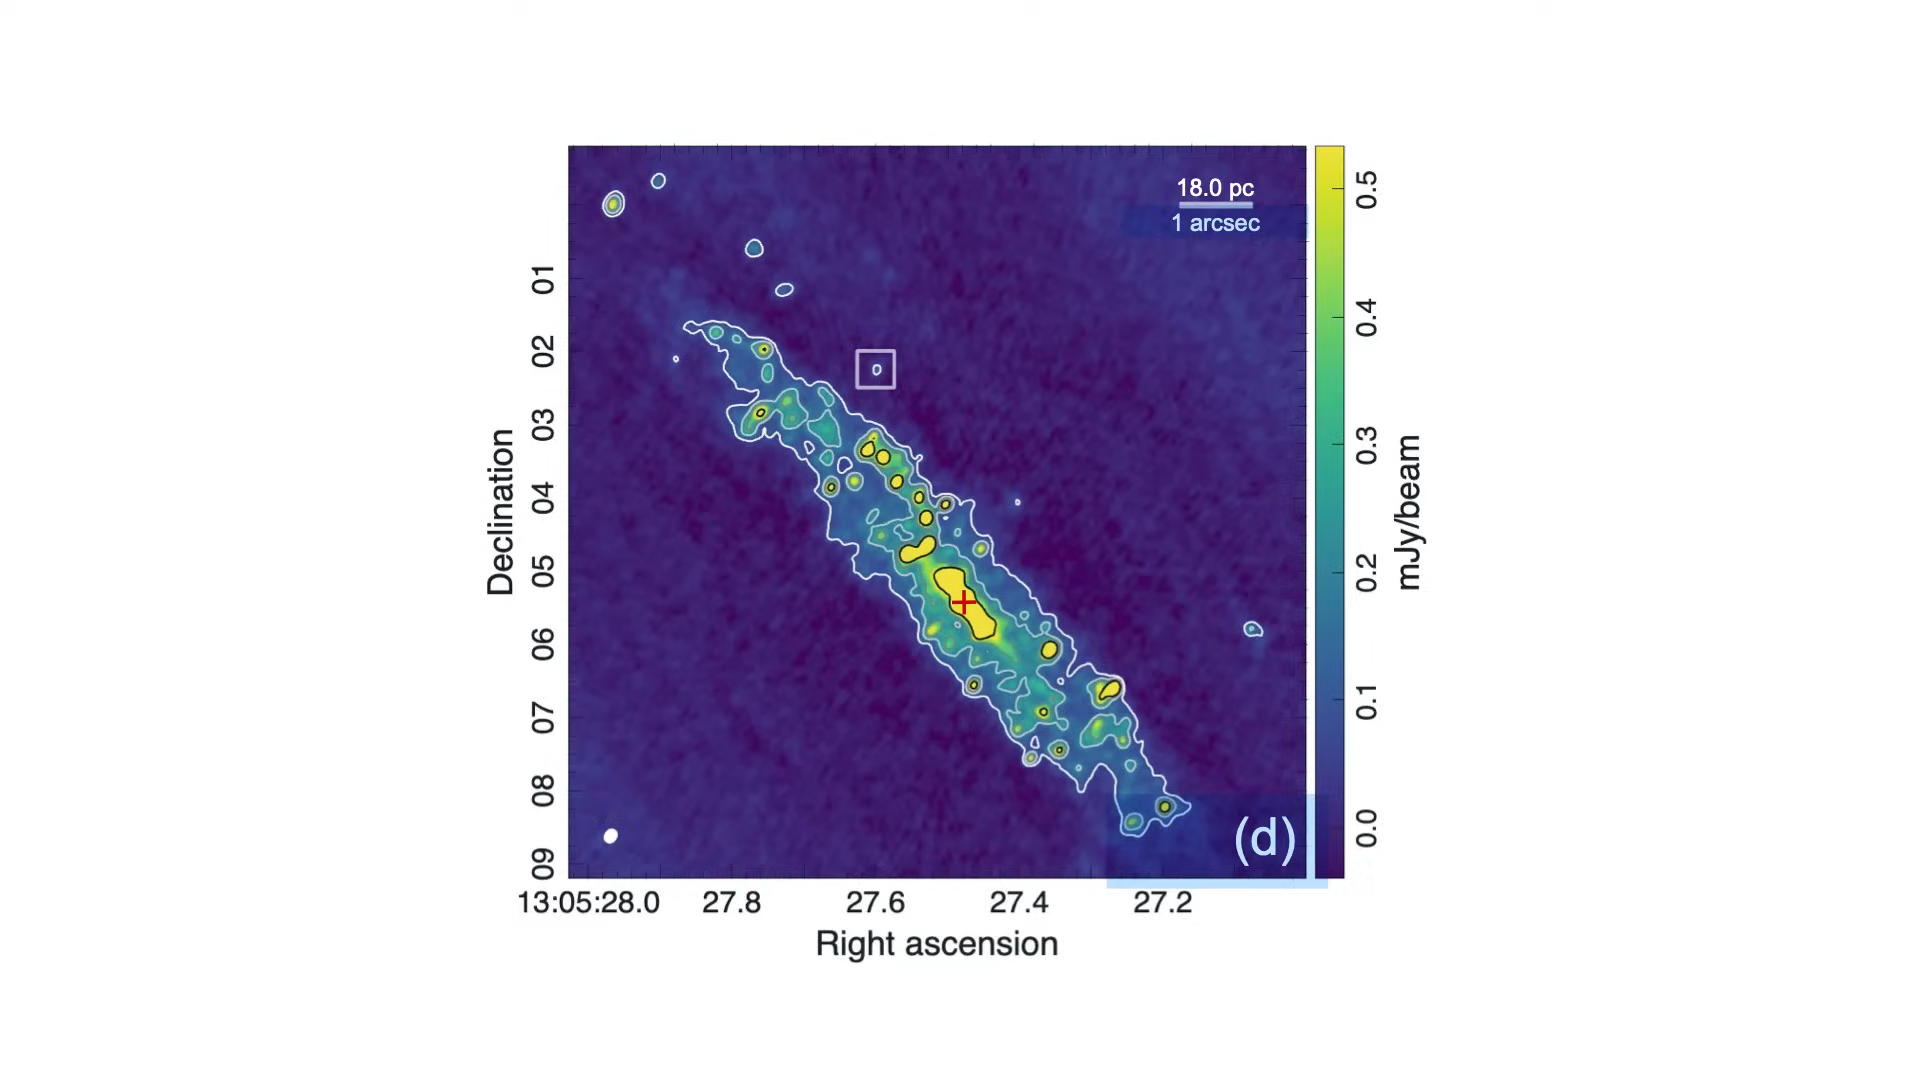 18.0 pc
1 arcsec
01
02
03
04
05
06
07
08
09
Declination
(d)
13:05:28.0 27.8 27.6 27.4 27.2
Right ascension
0.5
0.4
0.3
0.2
0.1
0.0
mJy/beam